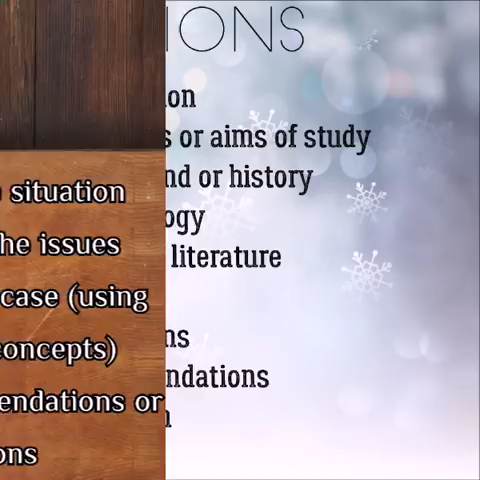 situation
he issues
case (using
concepts)
endations or
ons
IONS
ion
s or aims of study
nd or history
ogy
literature
ns
ndations